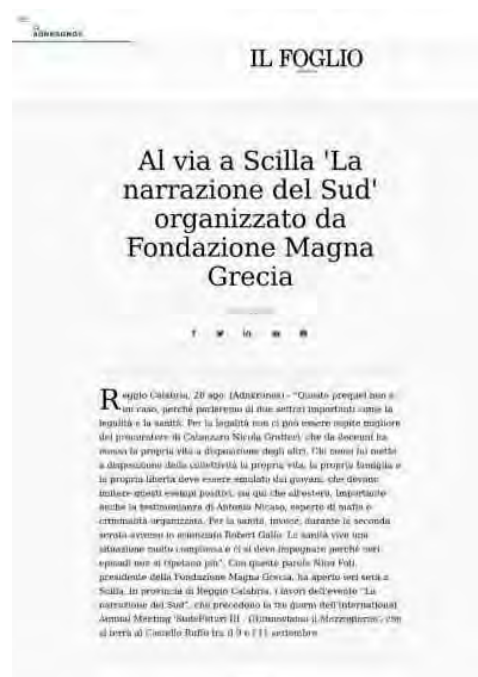 ADNKRONOS
IL FOGLIO
Al via a Scilla 'La
narrazione del Sud'
organizzato da
Fondazione Magna
Grecia
Reggio Calabria, 28 ago. (Adnkronos) - "Questo prequel non è
un caso, perché parleremo di due settori importanti come la
legalità e la sanità. Per la legalità non ci può essere ospite migliore
del procuratore di Catanzaro Nicola Gratteri, che da decenni ha
messo la propria vita a disposizione degli altri. Chi come lui mette
a disposizione della collettività la propria vita, la propria famiglia e
la propria libertà deve essere emulato dai giovani, che devono
imitare questi esempi positivi, sia qui che all'estero. Importante
anche la testimonianza di Antonio Nicaso, esperto di mafia e
criminalità organizzata. Per la sanità, invece, durante la seconda
serata avremo lo scienziato Robert Gallo. La sanità vive una
situazione molto complessa e ci si deve impegnare perché certi
episodi non si ripetano più". Con queste parole Nino Foti,
presidente della Fondazione Magna Grecia, ha aperto ieri sera a
Scilla, in provincia di Reggio Calabria, i lavori dell'evento "La
narrazione del Sud", che precedono la tre giorni dell'International
Annual Meeting 'SudeFuturi III - (Ri)pensiamo il Mezzogiorno', che
si terrà al Castello Ruffo tra il 9 e l'11 settembre.